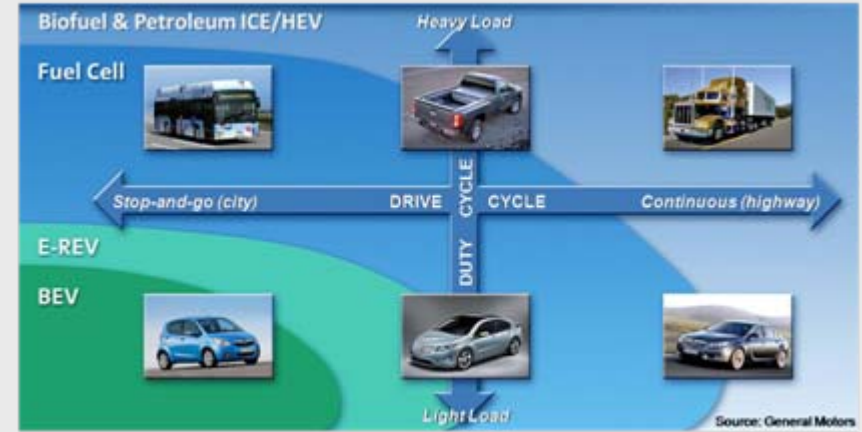 Biofuel & Petroleum ICE/HEV
Heavy Load
Fuel Cell
Stop-and-go (city)
DRIVE CYCLE
Continuous (highway)
DUTY CYCLE
E-REV
BEV
Light Load
Source: General Motors